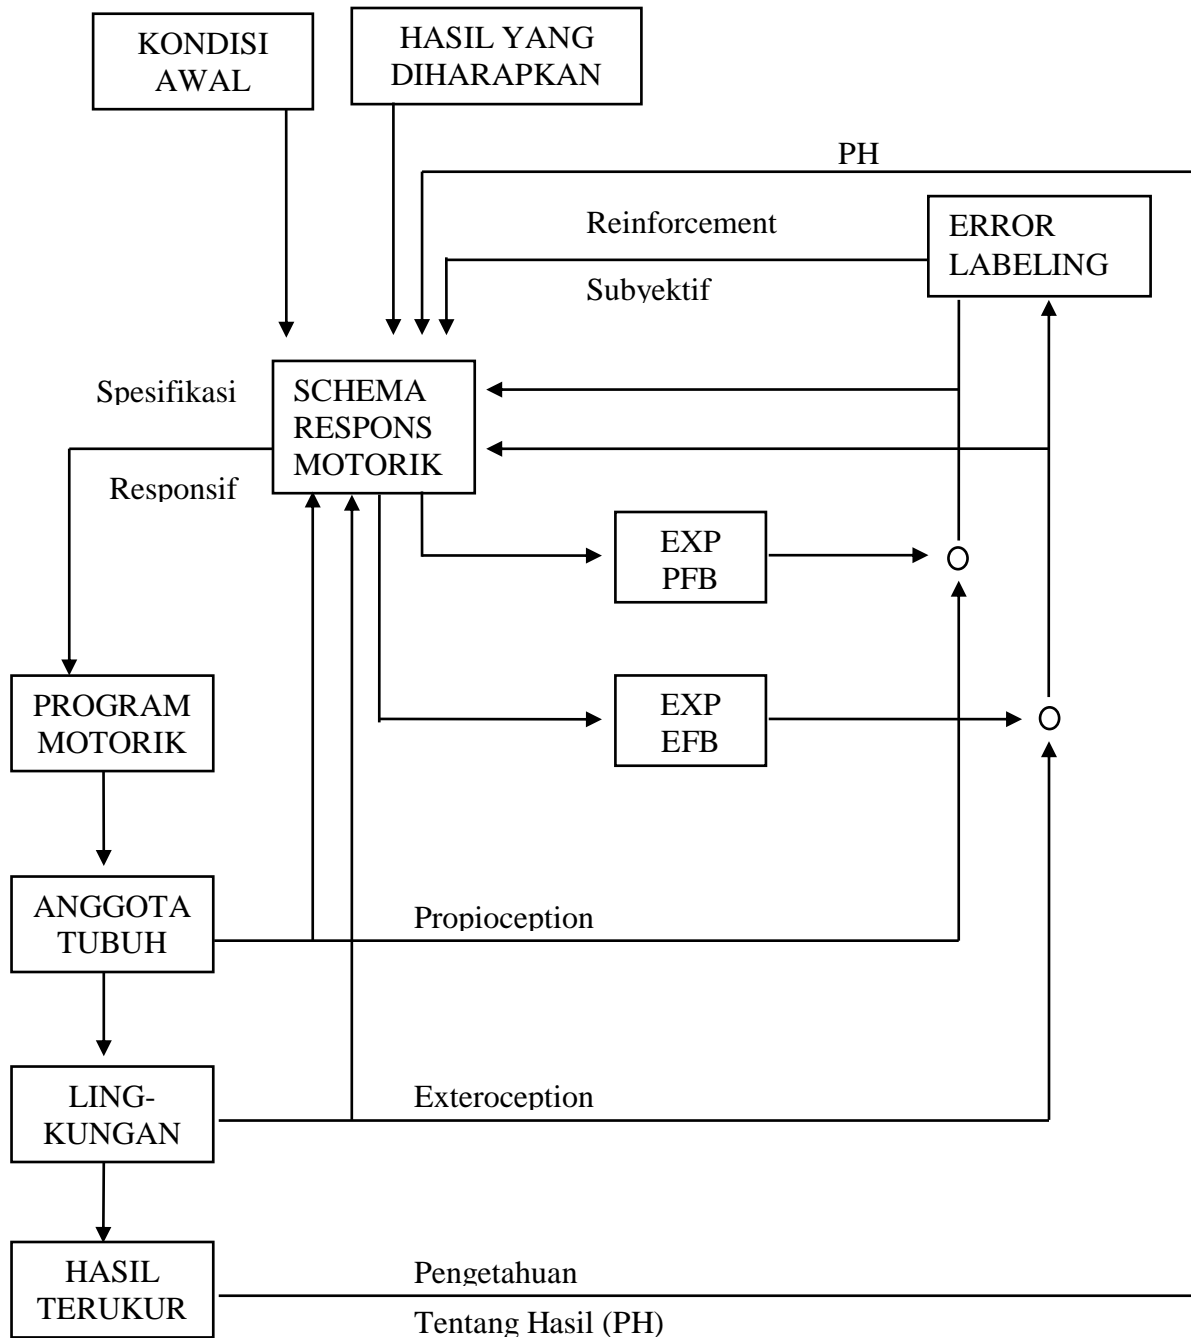 KONDISI
AWAL
HASIL YANG
DIHARAPKAN
PH
Reinforcement
Subyektif
ERROR
LABELING
Spesifikasi
Responsif
SCHEMA
RESPONS
MOTORIK
EXP
PFB
PROGRAM
MOTORIK
EXP
EFB
ANGGOTA
TUBUH
Propioception
LING-
KUNGAN
Exteroception
HASIL
TERUKUR
Pengetahuan
Tentang Hasil (PH)